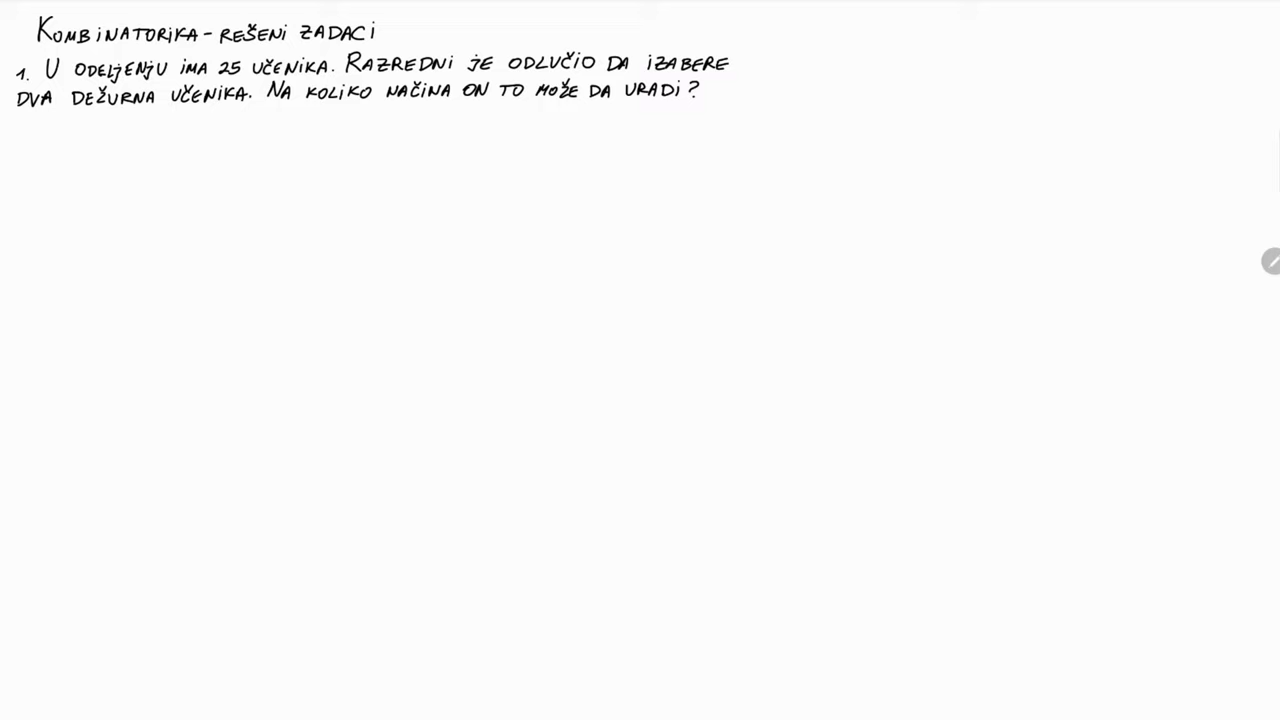 KOMBINATORIKA - REŠENI ZADACI
1. U ODELJENJU IMA 25 UČENIKA. RAZREDNI JE ODLUČIO DA IZABERE
DVA DEŽURNA UČENIKA. NA KOLIKO NAČINA ON TO MOŽE DA URADI?